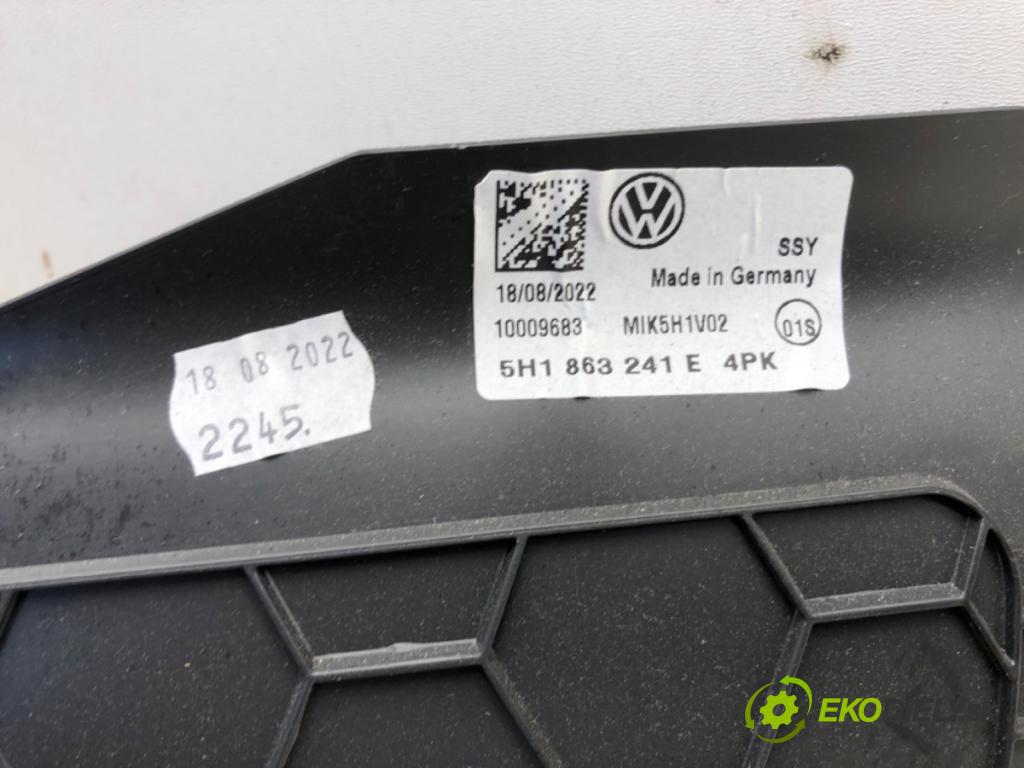 SSY
Made in Germany
18/08/2022
10009683 MIK5H1V02 01S
5H1 863 241 E 4PK
18 08 2022
2245.
EKO